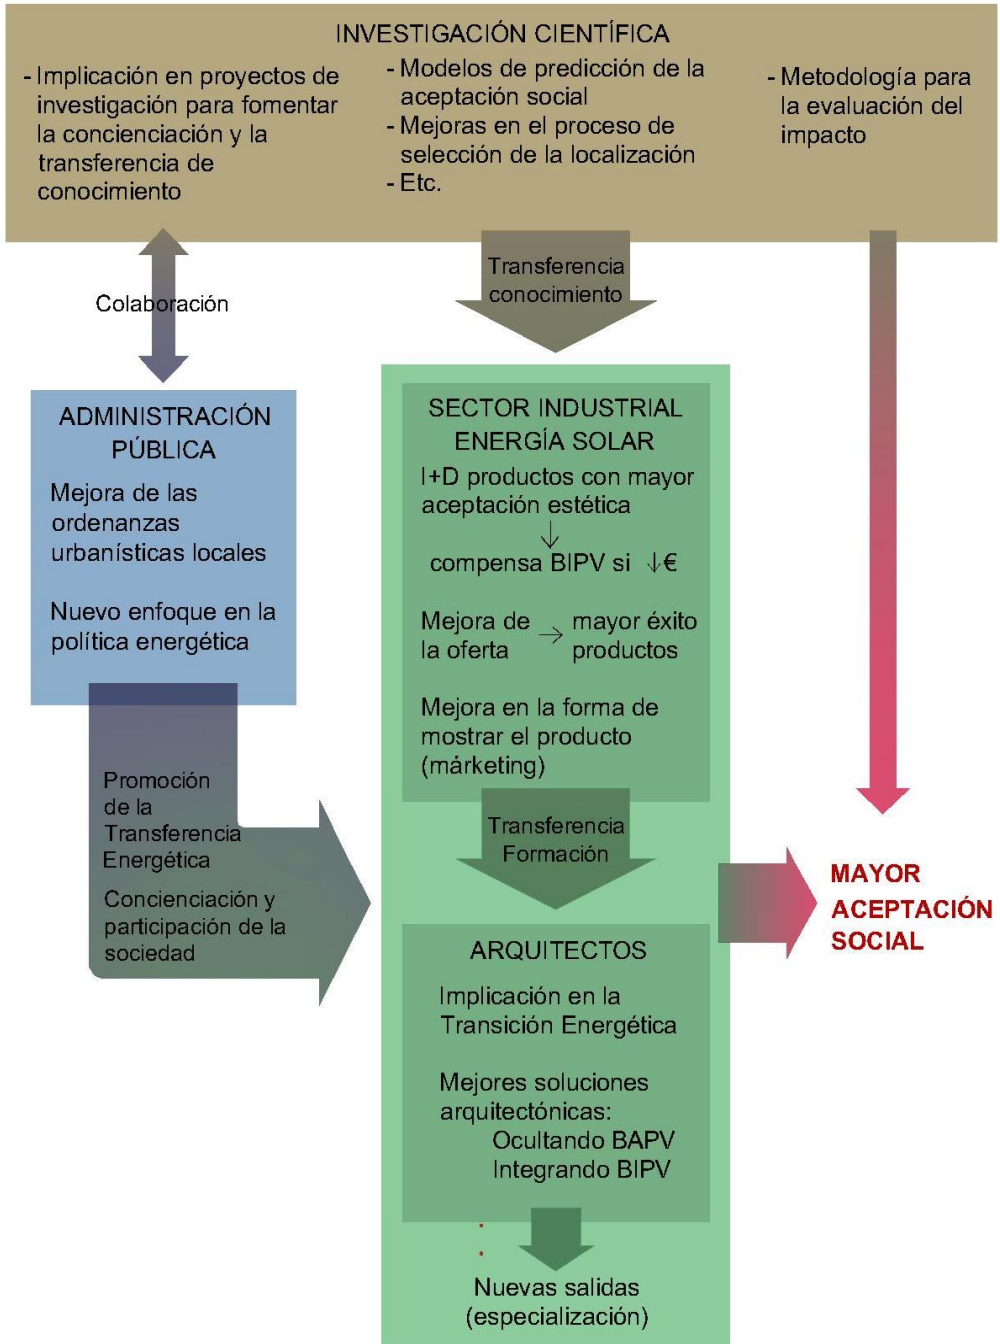 INVESTIGACIÓN CIENTÍFICA
- Implicación en proyectos de
investigación para fomentar
la concienciación y la
transferencia de
conocimiento
- Modelos de predicción de la
aceptación social
- Mejoras en el proceso de
selección de la localización
- Etc.
- Metodología para
la evaluación del
impacto
Colaboración
Transferencia
conocimiento
ADMINISTRACIÓN
PÚBLICA
Mejora de las
ordenanzas
urbanísticas locales
Nuevo enfoque en la
política energética
Promoción
de la
Transferencia
Energética
Concienciación y
participación de la
sociedad
SECTOR INDUSTRIAL
ENERGÍA SOLAR
I+D productos con mayor
aceptación estética
↓
compensa BIPV si ↓€
Mejora de
la oferta
→
mayor éxito
productos
Mejora en la forma de
mostrar el producto
(márketing)
Transferencia
Formación
ARQUITECTOS
Implicación en la
Transición Energética
Mejores soluciones
arquitectónicas:
Ocultando BAPV
Integrando BIPV
Nuevas salidas
(especialización)
MAYOR
ACEPTACIÓN
SOCIAL